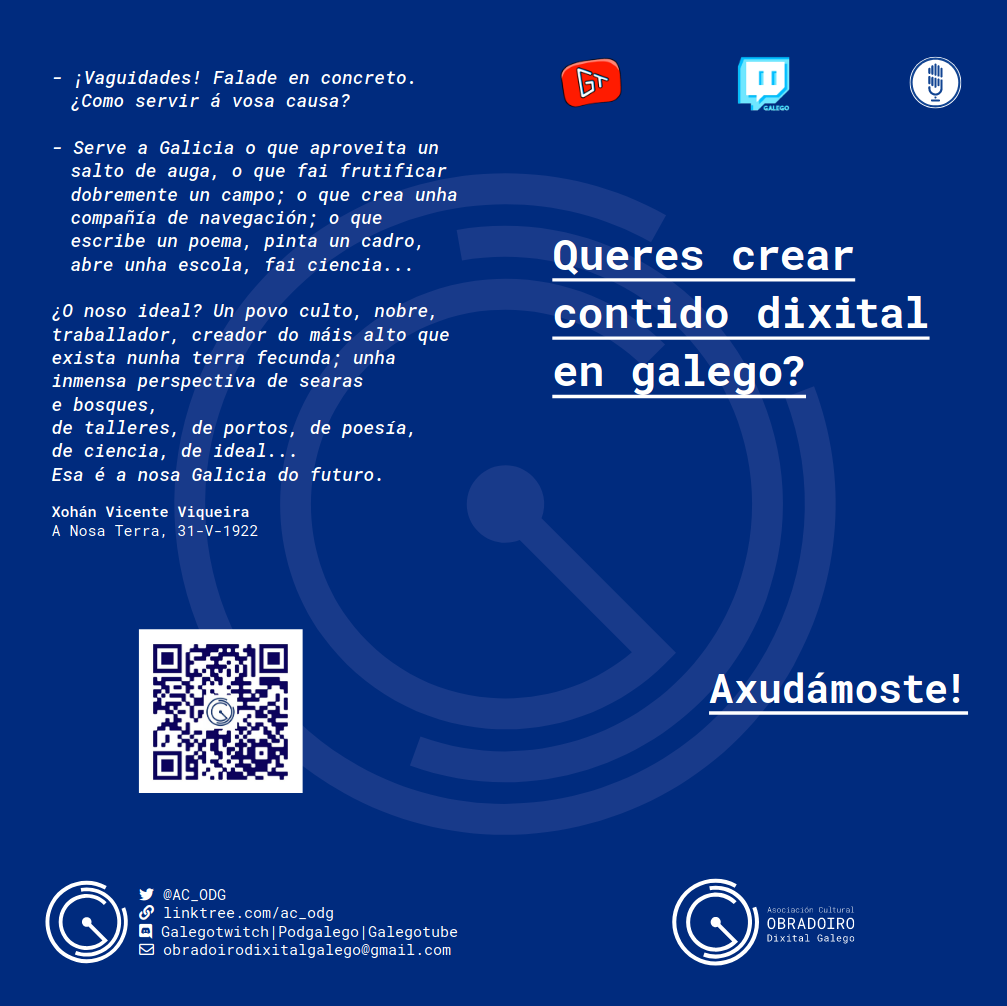 - ¡Vaguidades! Falade en concreto.
¿Como servir á vosa causa?
- Serve a Galicia o que aproveita un
salto de auga, o que fai frutificar
dobremente un campo; o que crea unha
compañía de navegación; o que
escribe un poema, pinta un cadro,
abre unha escola, fai ciencia...
¿O noso ideal? Un povo culto, nobre,
traballador, creador do máis alto que
exista nunha terra fecunda; unha
inmensa perspectiva de searas
e bosques,
de talleres, de portos, de poesía,
de ciencia, de ideal...
Esa é a nosa Galicia do futuro.
Xohán Vicente Viqueira
A Nosa Terra, 31-V-1922
@AC_ODG
linktree.com/ac_odg
Galegotwitch|Podgalego|Galegotube
obradoirodixitalgalego@gmail.com
GT
GALEGO
Queres crear
contido dixital
en galego?
Axudámoste!
Asociación Cultural
OBRADOIRO
Dixital Galego